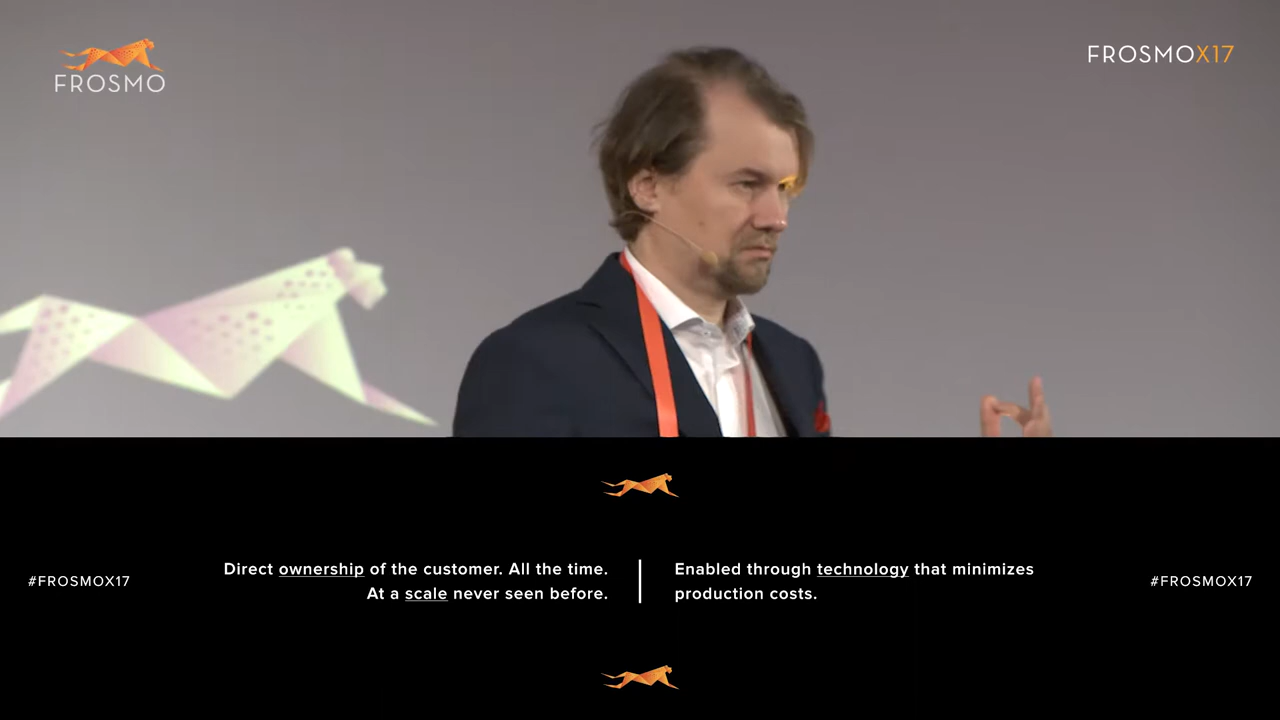 FROSMO
FROSMOX17
#FROSMOX17
Direct ownership of the customer. All the time.
At a scale never seen before.
Enabled through technology that minimizes
production costs.
#FROSMOX17